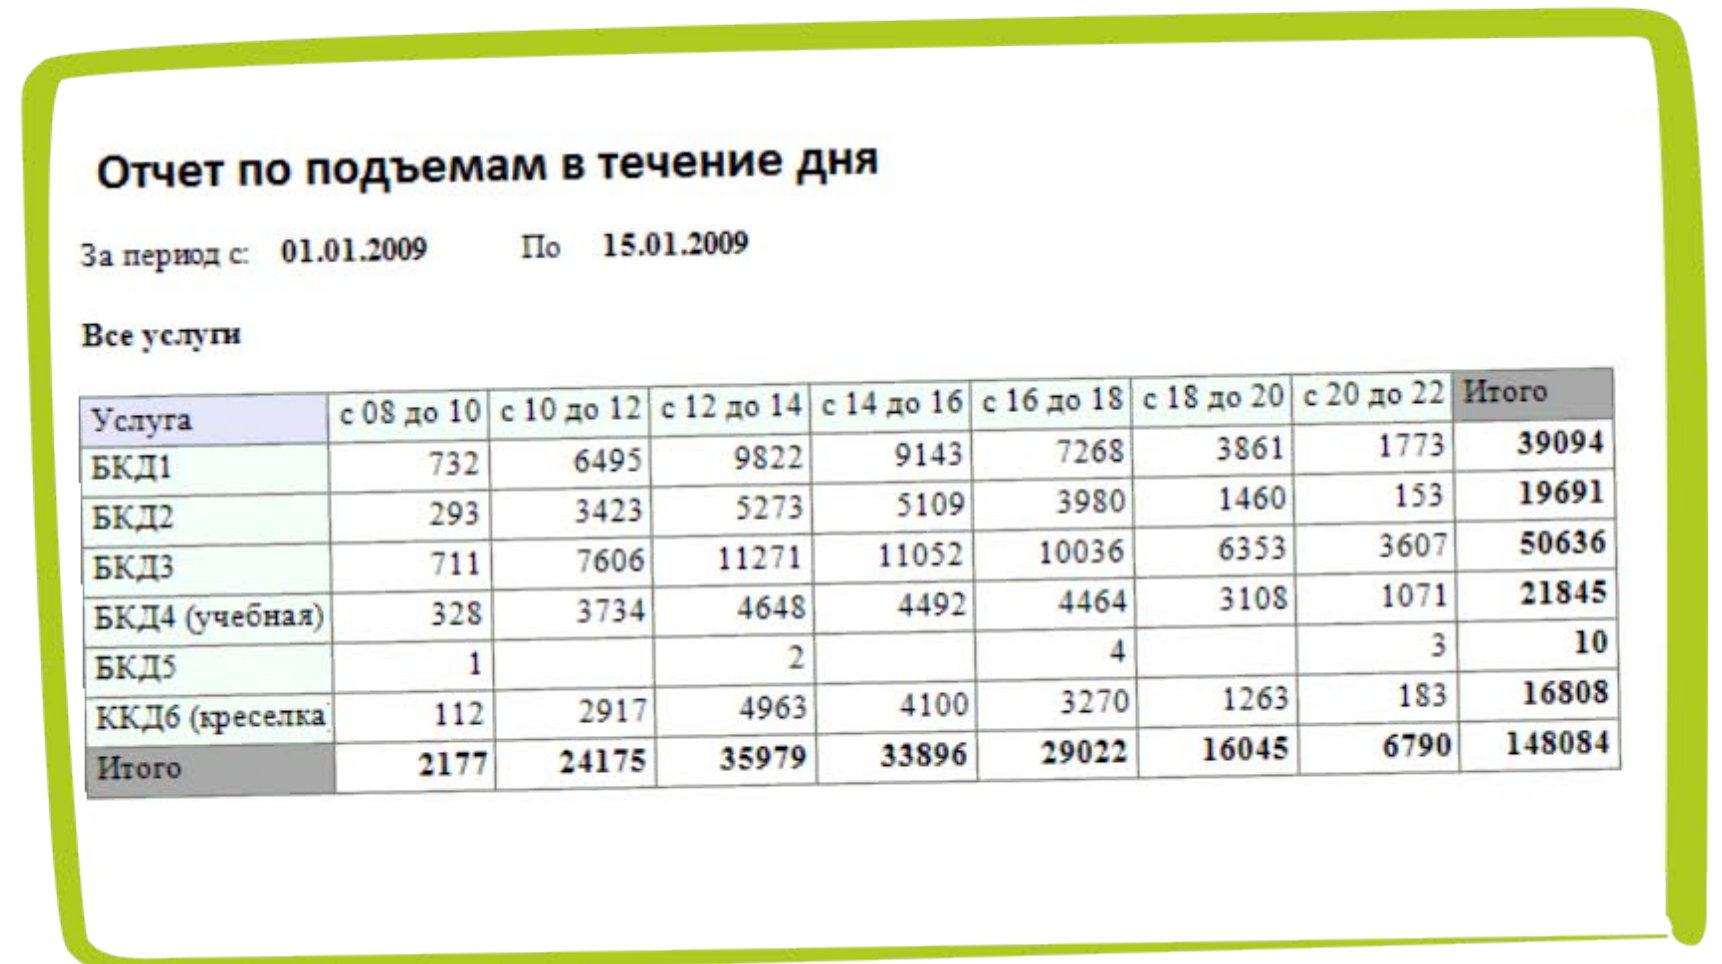 Отчет по подъемам в течение дня
За период с: 01.01.2009 По 15.01.2009
Все услуги
Услуга с 08 до 10 с 10 до 12 с 12 до 14 с 14 до 16 с 16 до 18 с 18 до 20 с 20 до 22 Итого
БКД1 732 6495 9822 9143 7268 3861 1773 39094
БКД2 293 3423 5273 5109 3980 1460 153 19691
БКД3 711 7606 11271 11052 10036 6353 3607 50636
БКД4 (учебная) 328 3734 4648 4492 4464 3108 1071 21845
БКД5 1 2 4 3 10
ККД6 (креселка 112 2917 4963 4100 3270 1263 183 16808
Итого 2177 24175 35979 33896 29022 16045 6790 148084